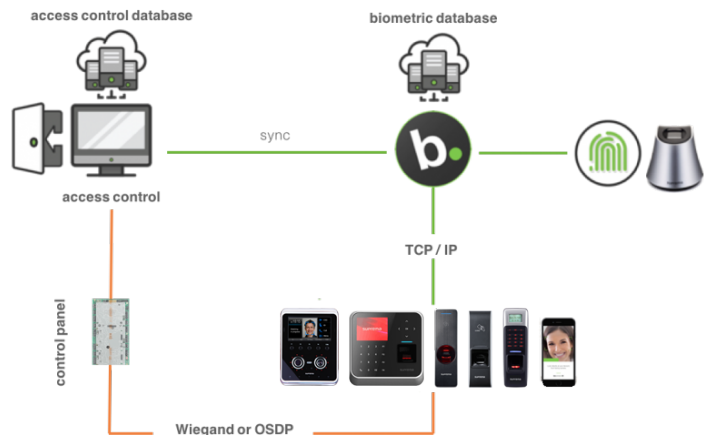 access control database
biometric database
sync
b.
access control
TCP / IP
control panel
Wiegand or OSDP